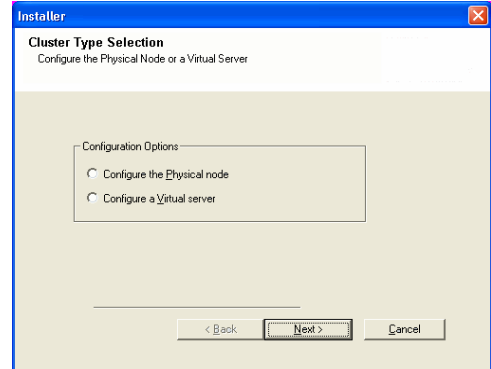 Installer
Cluster Type Selection
Configure the Physical Node or a Virtual Server
Configuration Options
Configure the Physical node
Configure a Virtual server
< Back Next > Cancel